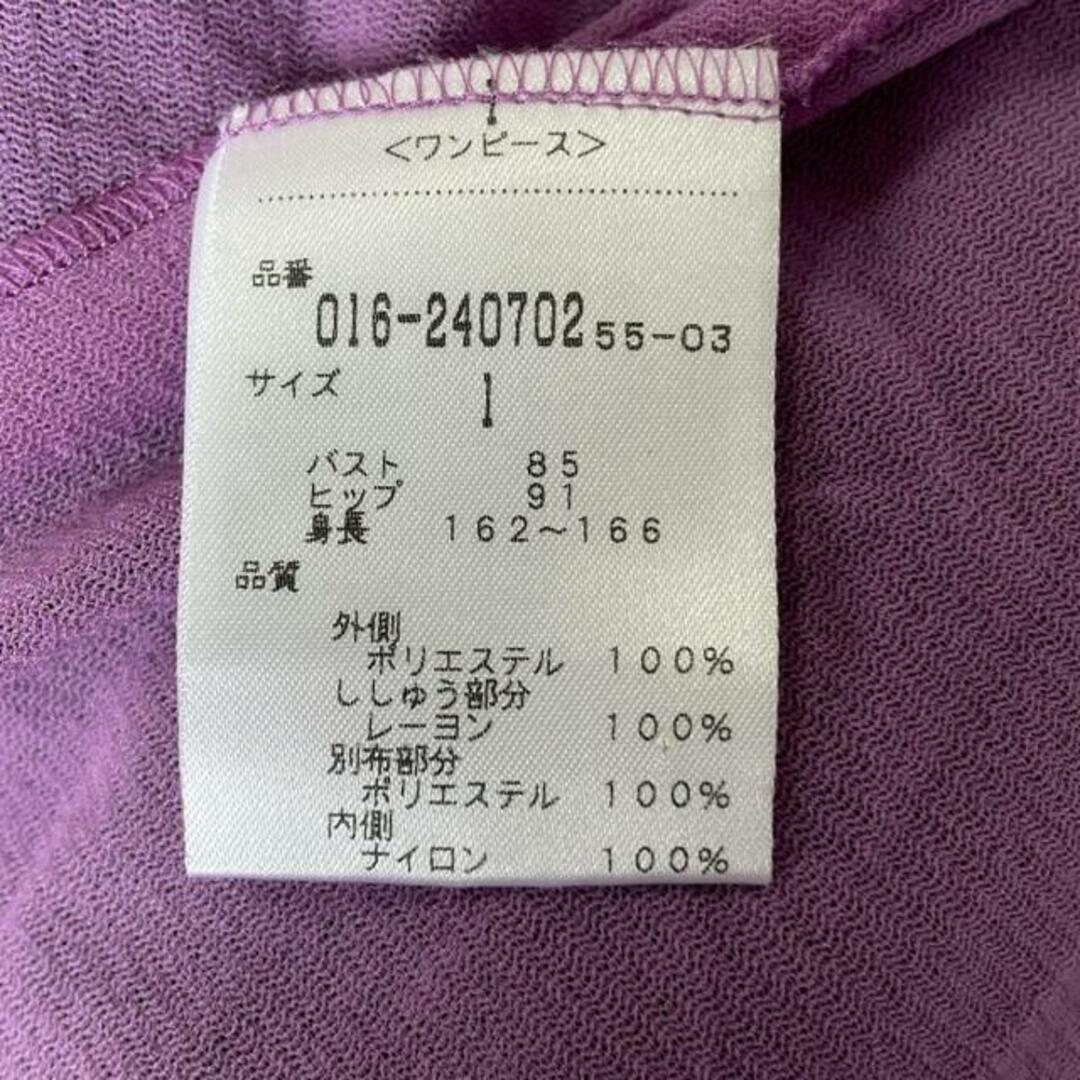 <ワンピース>
品番
016-240702 55-03
サイズ 1
バスト 85
ヒップ 91
身長 162～166
品質
外側
ポリエステル 100%
ししゅう部分
レーヨン 100%
別布部分
ポリエステル 100%
内側
ナイロン 100%